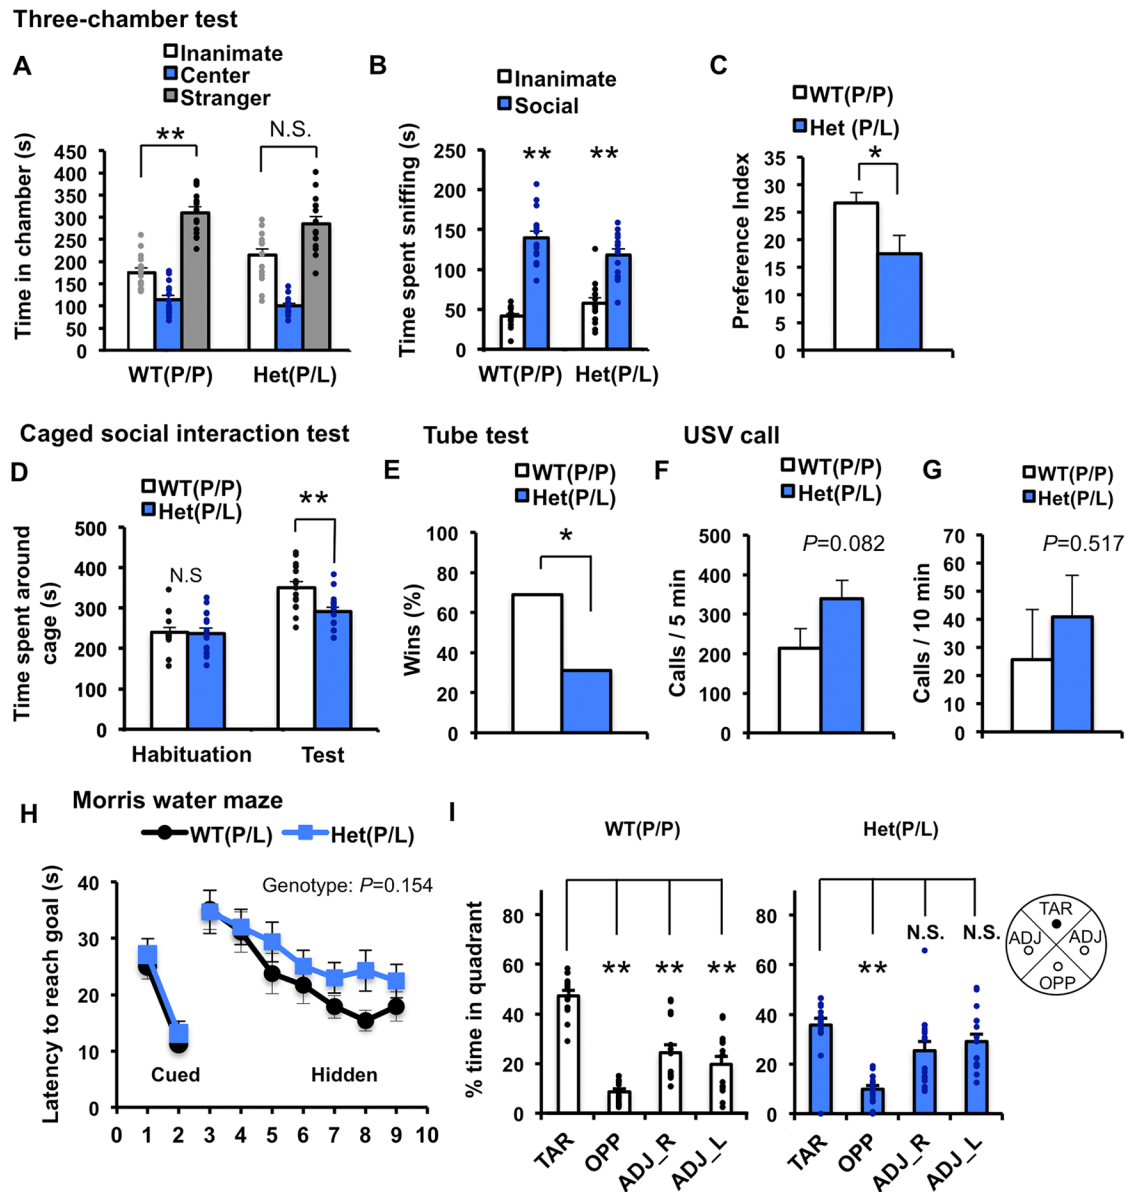 Three-chamber test
A
Inanimate
Center
Stranger
Time in chamber (s)
450
400
350
300
250
200
150
100
50
0
**
N.S.
WT(P/P)
Het(P/L)
B
Inanimate
Social
Time spent sniffing (s)
250
200
150
100
50
0
**
**
WT(P/P)
Het(P/L)
C
WT(P/P)
Het (P/L)
Preference Index
35
30
25
20
15
10
5
0
*
Caged social interaction test
D
WT(P/P)
Het(P/L)
Time spent around
cage (s)
500
400
300
200
100
0
N.S
**
Habituation
Test
Tube test
E
WT(P/P)
Het(P/L)
Wins (%)
100
80
60
40
20
0
*
USV call
F
WT(P/P)
Het(P/L)
Calls / 5 min
500
400
300
200
100
0
P=0.082
G
WT(P/P)
Het(P/L)
Calls / 10 min
70
60
50
40
30
20
10
0
P=0.517
Morris water maze
H
WT(P/L)
Het(P/L)
Latency to reach goal (s)
40
30
20
10
0
Genotype: P=0.154
Cued
Hidden
0 1 2 3 4 5 6 7 8 9 10
I
WT(P/P)
% time in quadrant
80
60
40
20
0
** ** **
TAR
OPP
ADJ_R
ADJ_L
Het(P/L)
80
60
40
20
0
**
N.S.
N.S.
TAR
OPP
ADJ_R
ADJ_L
TAR
ADJ
ADJ
OPP